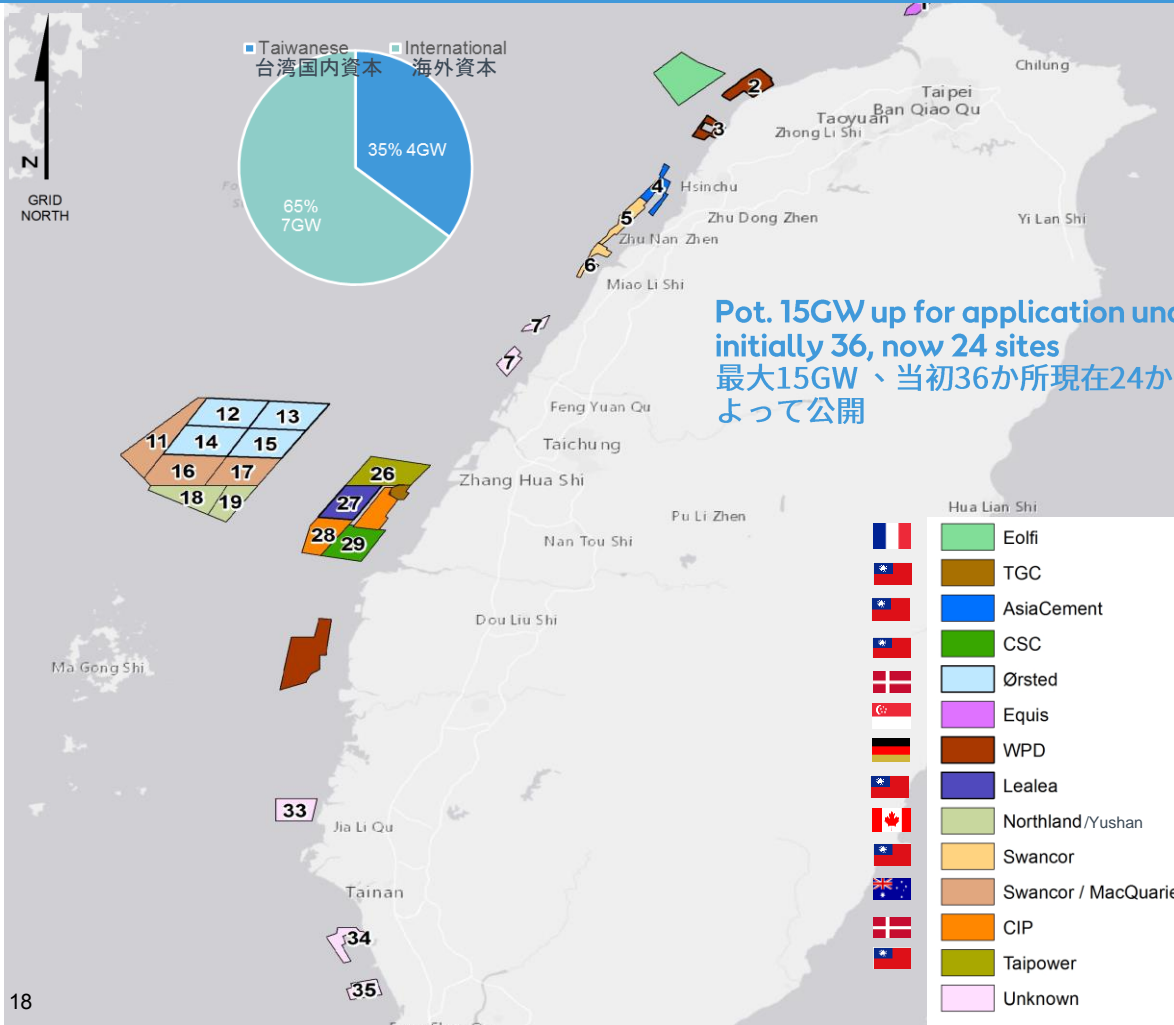 1
Taiwanese
International
台湾国内資本
海外資本
35% 4GW
65%
7GW
N
GRID
NORTH
2
3
4
5
6
7
7
Chilung
Taipei
Ban Qiao Qu
Taoyuan
Zhong Li Shi
Hsinchu
Zhu Dong Zhen
Yi Lan Shi
Zhu Nan Zhen
Miao Li Shi
Pot. 15GW up for application
initially 36, now 24 sites
最大15GW 、当初36か所現在24か
よって公開
Feng Yuan Qu
Taichung
Zhang Hua Shi
Pu Li Zhen
Nan Tou Shi
Hua Lian Shi
Dou Liu Shi
Ma Gong Shi
Jia Li Qu
Tainan
11
12
13
14
15
16
17
18
19
26
27
28
29
33
34
35
Eolfi
TGC
AsiaCement
CSC
Ørsted
Equis
WPD
Lealea
Northland/Yushan
Swancor
Swancor / MacQuarie
CIP
Taipower
Unknown
18